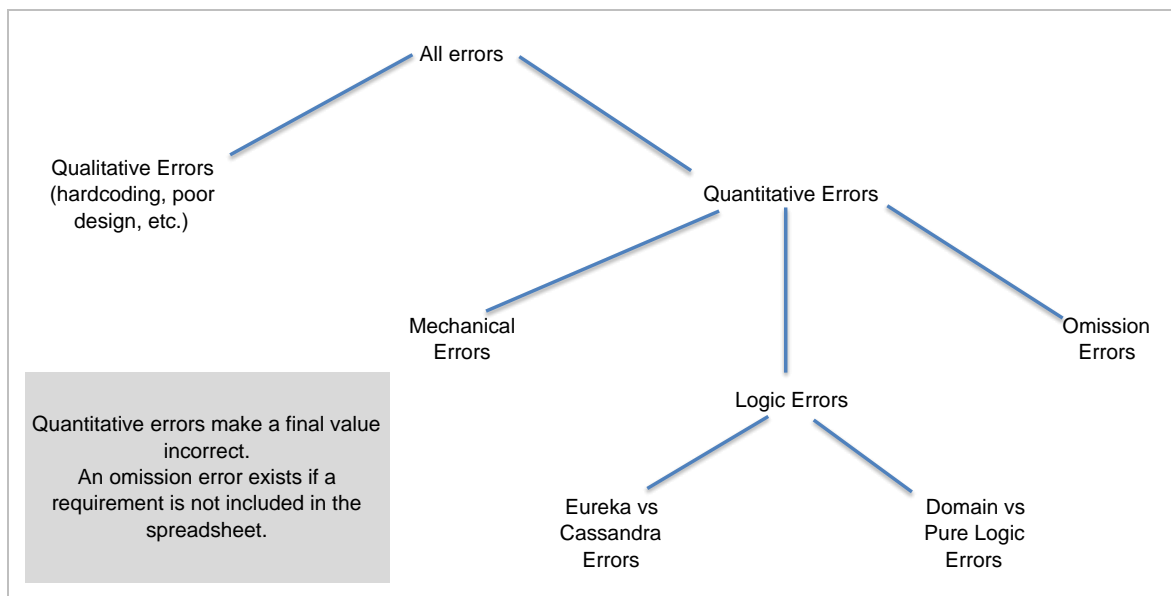 All errors
Qualitative Errors
(hardcoding, poor
design, etc.)
Quantitative Errors
Mechanical
Errors
Omission
Errors
Logic Errors
Quantitative errors make a final value
incorrect.
An omission error exists if a
requirement is not included in the
spreadsheet.
Eureka vs
Cassandra
Errors
Domain vs
Pure Logic
Errors